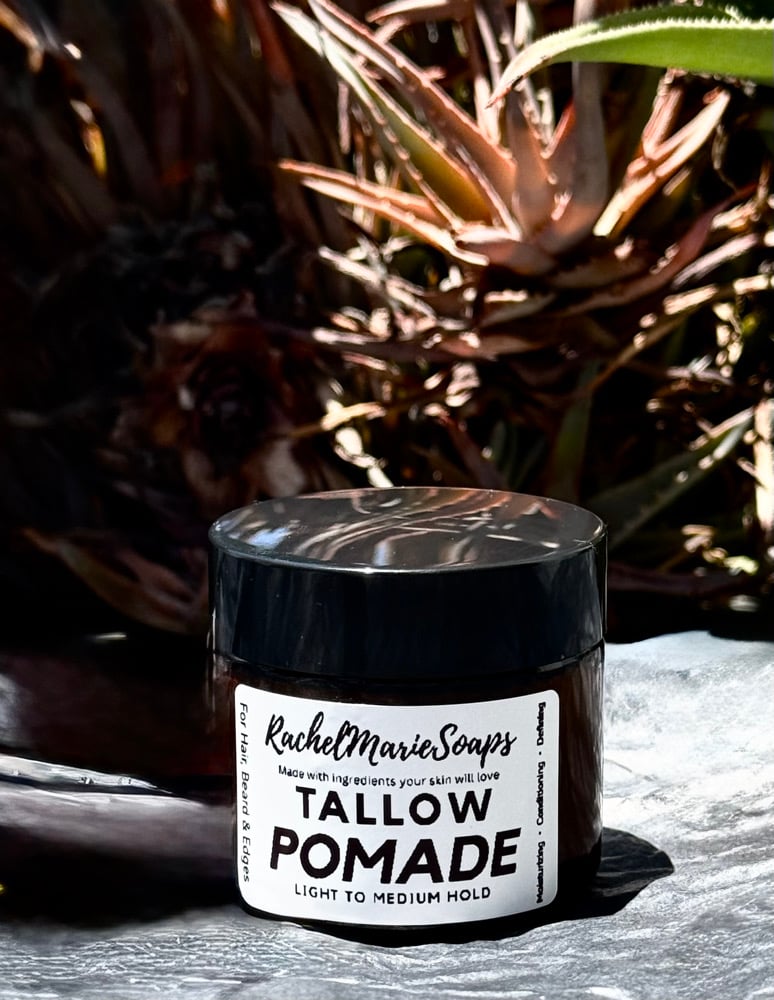 RachelMarieSoaps
Made with ingredients your skin will love
TALLOW
POMADE
LIGHT TO MEDIUM HOLD
For Hair, Beard & Edges
Moisturizing • Conditioning • Defining